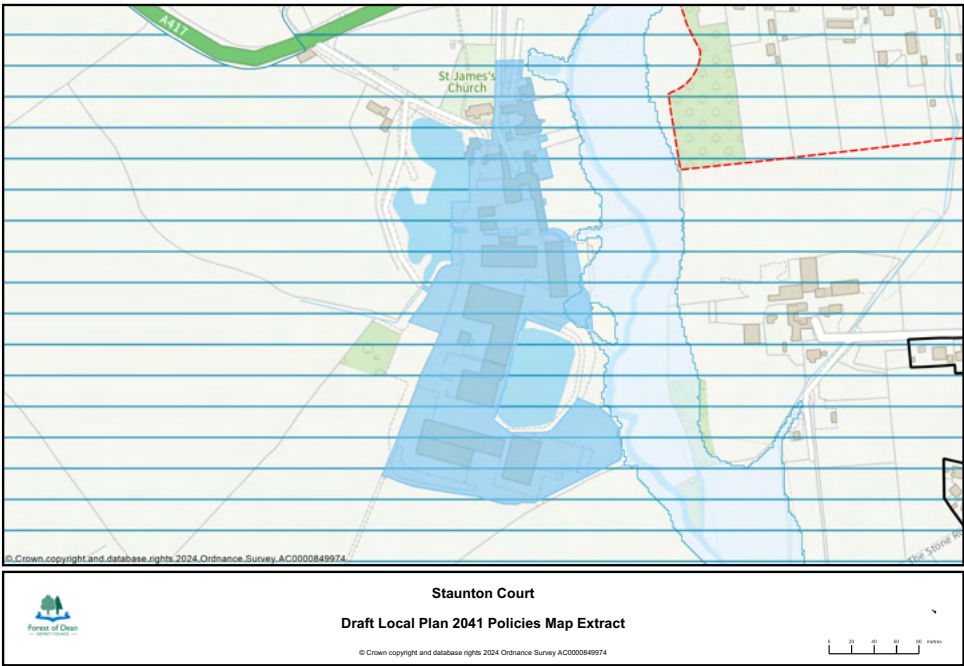 A417
St James's
Church
The Stone R
© Crown copyright and database rights 2024 Ordnance Survey AC0000849974
Staunton Court
Draft Local Plan 2041 Policies Map Extract
Forest of Dean
DISTRICT COUNCIL
© Crown copyright and database rights 2024 Ordnance Survey AC0000849974
0 20 40 60 80 metres